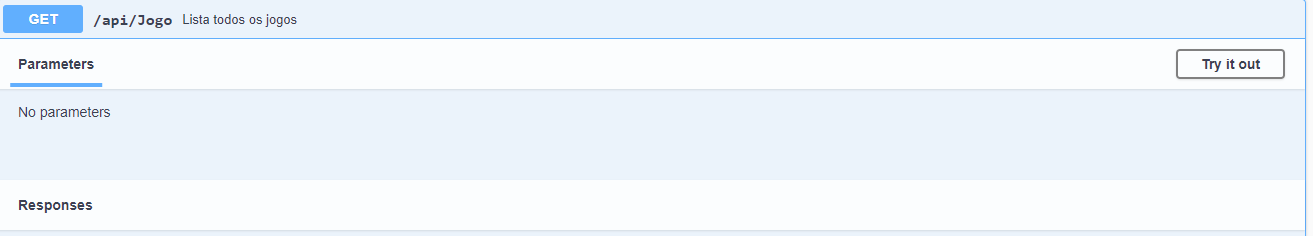 GET /api/Jogo Lista todos os jogos
Parameters Try it out
No parameters
Responses